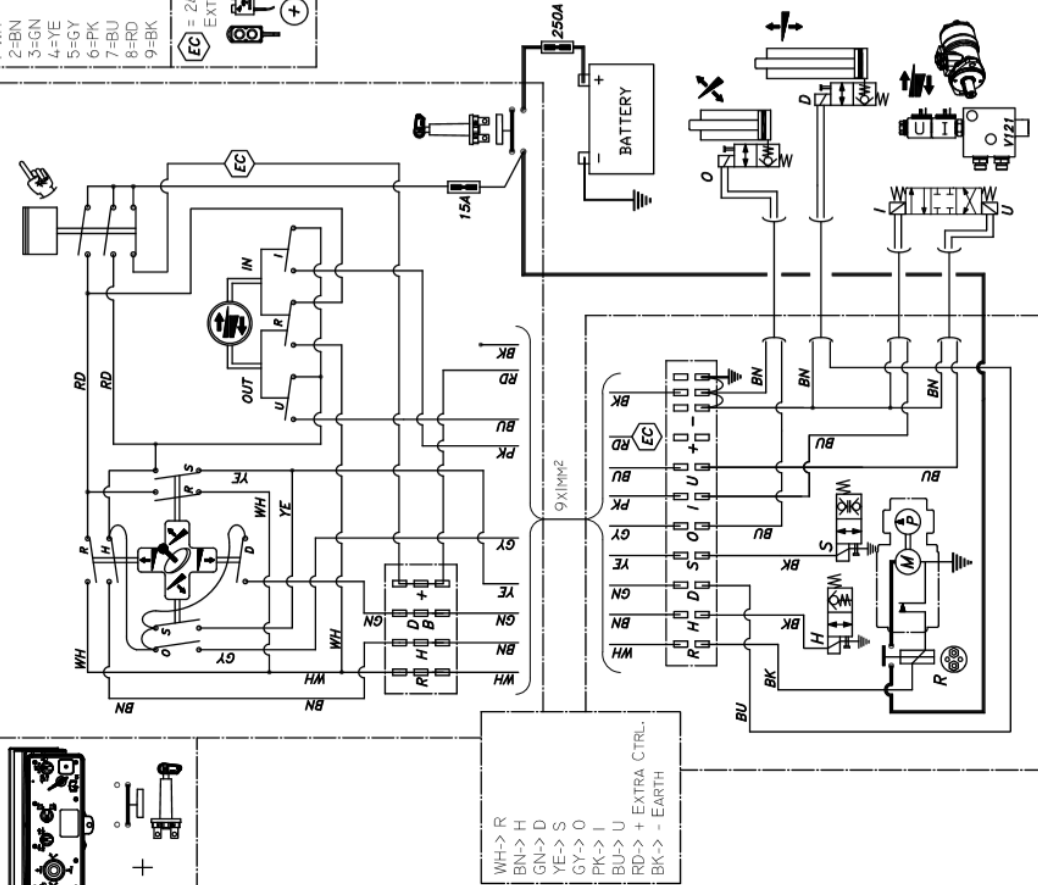 2=BN
3=GN
4=YE
5=GY
6=PK
7=BU
8=RD
9=BK
EC = 24
EXT
+
EC
15A
250A
+
-
BATTERY
RD
RD
IN
OUT
I
R
U
R
H
S
R
D
S
O
YE
WH
YE
WH
GY
WH
BN
WH
BN
GN
+
D B
H
R
BK
RD
BU
PK
GY
YE
GN
BN
WH
9X1MM²
BK
RD
EC
BU
PK
GY
YE
GN
BN
WH
-
+
U
I
O
S
D
H
R
BN
BN
BN
BU
BU
BU
BK
BK
BK
BU
S
H
R
M
P
O
D
I
U
U I
V121
WH-> R
BN-> H
GN-> D
YE-> S
GY-> O
PK-> I
BU-> U
RD-> + EXTRA CTRL.
BK-> - EARTH
+